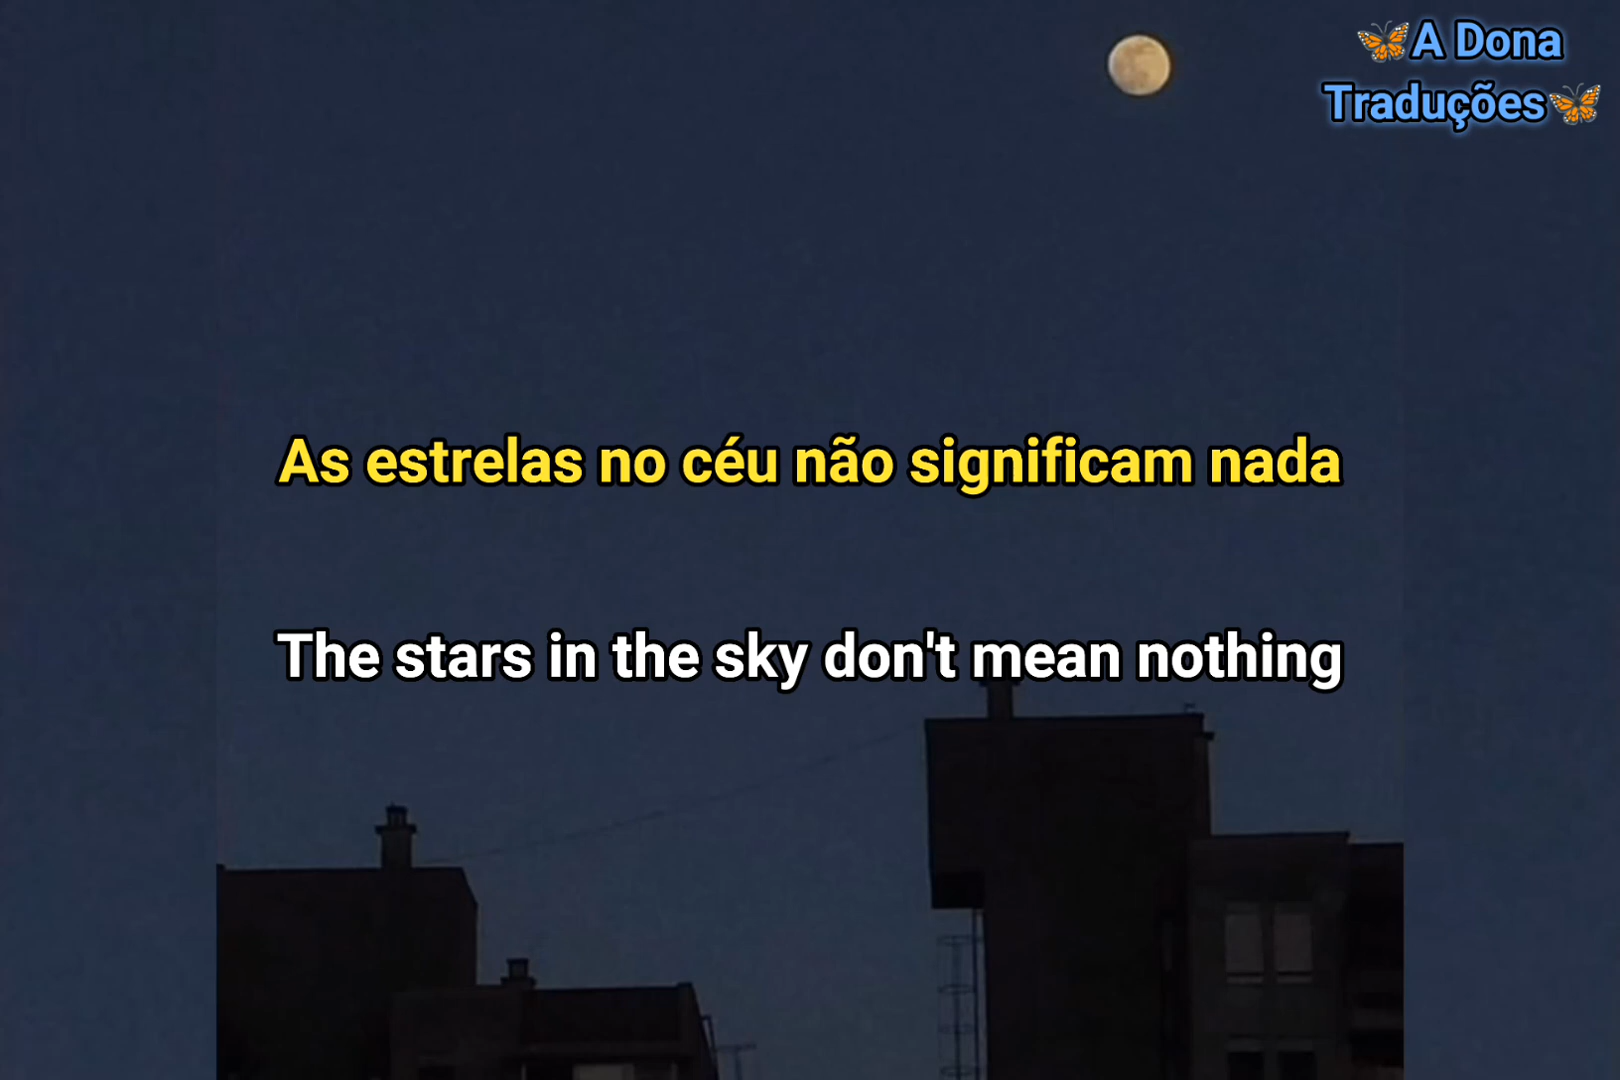 🦋A Dona
Traduções🦋
As estrelas no céu não significam nada
The stars in the sky don't mean nothing